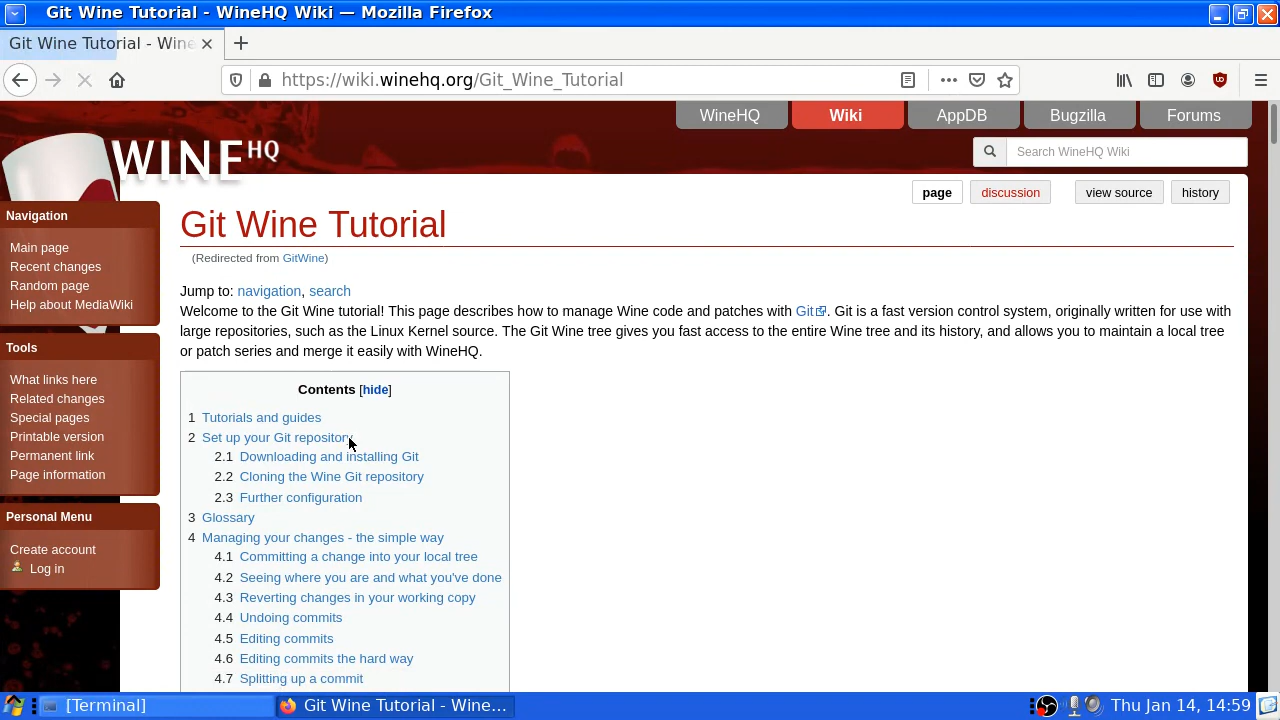 Git Wine Tutorial - WineHQ Wiki — Mozilla Firefox
Git Wine Tutorial - Wine
https://wiki.winehq.org/Git_Wine_Tutorial
WineHQ Wiki AppDB Bugzilla Forums
WINE HQ
Search WineHQ Wiki
page discussion view source history
Navigation
Main page
Recent changes
Random page
Help about MediaWiki
Tools
What links here
Related changes
Special pages
Printable version
Permanent link
Page information
Personal Menu
Create account
Log in
Git Wine Tutorial
(Redirected from GitWine)
Jump to: navigation, search
Welcome to the Git Wine tutorial! This page describes how to manage Wine code and patches with Git. Git is a fast version control system, originally written for use with
large repositories, such as the Linux Kernel source. The Git Wine tree gives you fast access to the entire Wine tree and its history, and allows you to maintain a local tree
or patch series and merge it easily with WineHQ.
Contents [hide]
1 Tutorials and guides
2 Set up your Git repository
2.1 Downloading and installing Git
2.2 Cloning the Wine Git repository
2.3 Further configuration
3 Glossary
4 Managing your changes - the simple way
4.1 Committing a change into your local tree
4.2 Seeing where you are and what you've done
4.3 Reverting changes in your working copy
4.4 Undoing commits
4.5 Editing commits
4.6 Editing commits the hard way
4.7 Splitting up a commit
[Terminal] Git Wine Tutorial - Wine... Thu Jan 14, 14:59